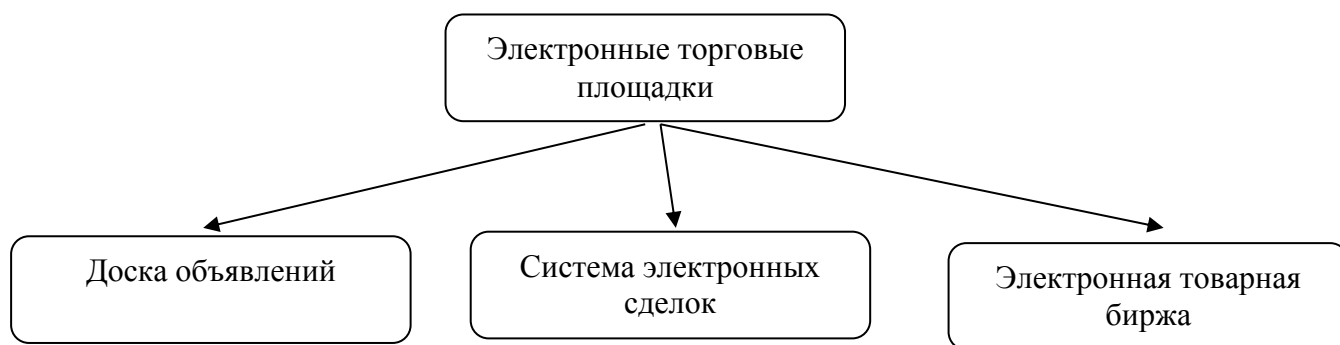 Электронные торговые
площадки
Доска объявлений
Система электронных
сделок
Электронная товарная
биржа